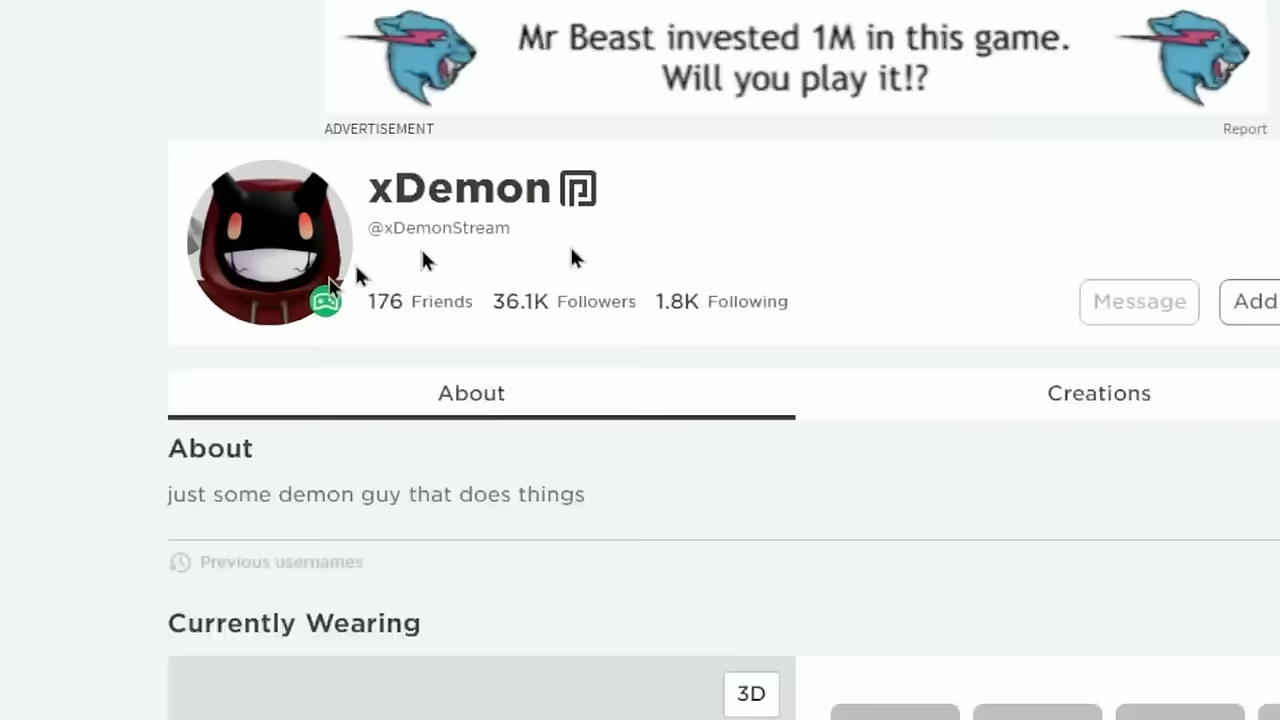 Mr Beast invested 1M in this game.
Will you play it!?
ADVERTISEMENT
Report
xDemon
@xDemonStream
176 Friends 36.1K Followers 1.8K Following
Message
Add
About
Creations
About
just some demon guy that does things
Previous usernames
Currently Wearing
3D